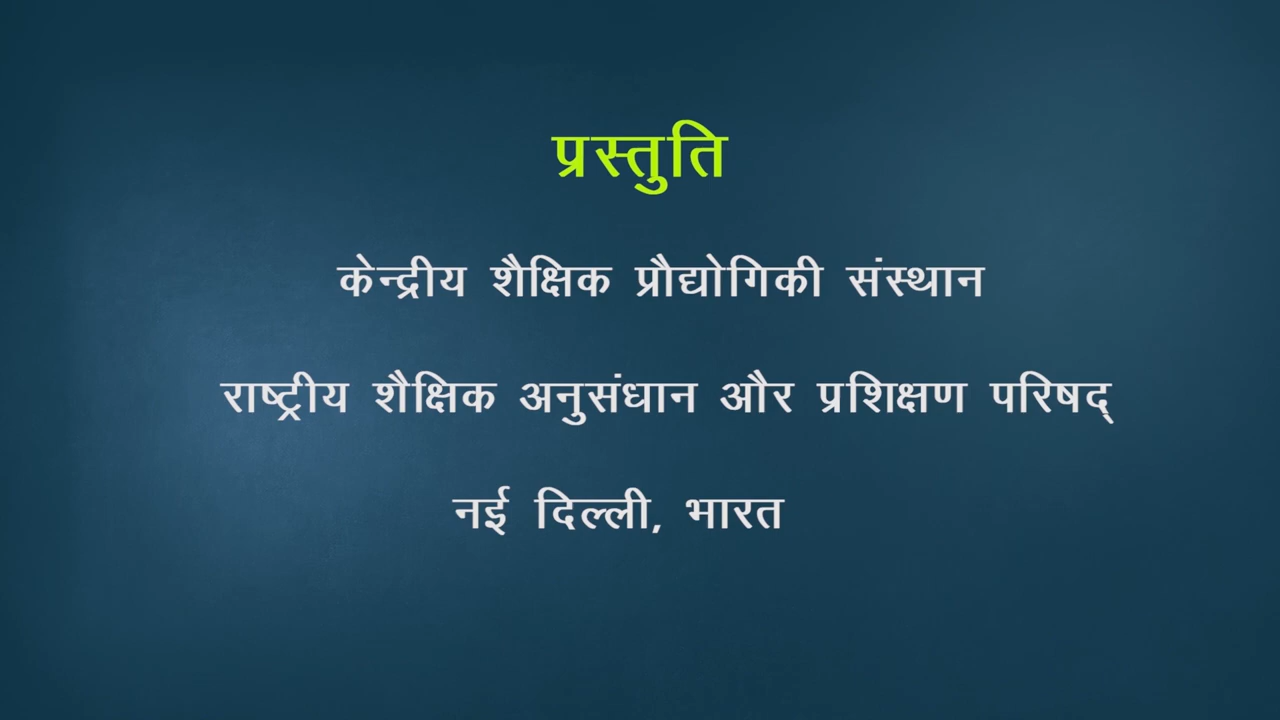 प्रस्तुति
केन्द्रीय शैक्षिक प्रौद्योगिकी संस्थान
राष्ट्रीय शैक्षिक अनुसंधान और प्रशिक्षण परिषद्
नई दिल्ली, भारत